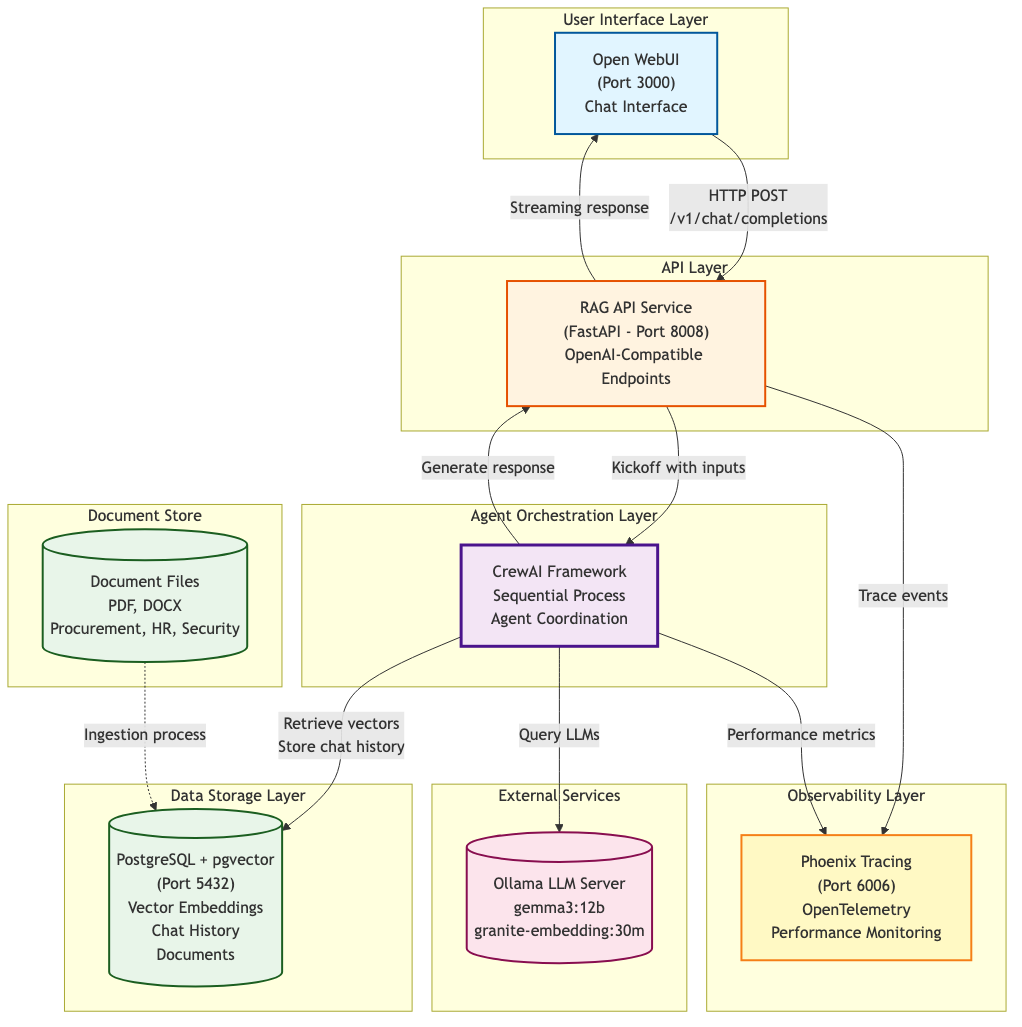 User Interface Layer
Open WebUI
(Port 3000)
Chat Interface
Streaming response
HTTP POST
/v1/chat/completions
API Layer
RAG API Service
(FastAPI - Port 8008)
OpenAI-Compatible
Endpoints
Generate response
Kickoff with inputs
Document Store
Document Files
PDF, DOCX
Procurement, HR, Security
Agent Orchestration Layer
CrewAI Framework
Sequential Process
Agent Coordination
Trace events
Ingestion process
Retrieve vectors
Store chat history
Query LLMs
Performance metrics
Data Storage Layer
PostgreSQL + pgvector
(Port 5432)
Vector Embeddings
Chat History
Documents
External Services
Ollama LLM Server
gemma3:12b
granite-embedding:30m
Observability Layer
Phoenix Tracing
(Port 6006)
OpenTelemetry
Performance Monitoring